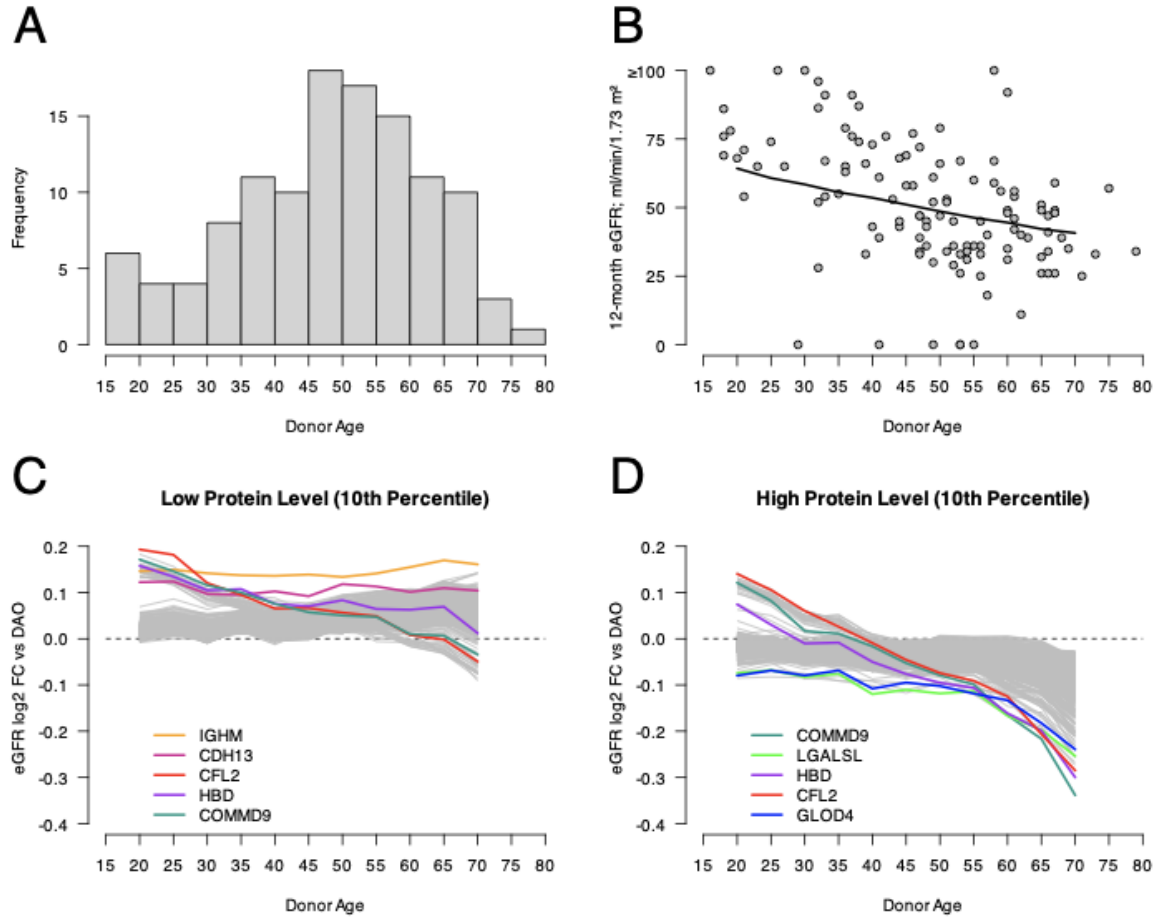 A
Frequency
15
10
5
0
15 20 25 30 35 40 45 50 55 60 65 70 75 80
Donor Age
B
12-month eGFR; ml/min/1.73 m²
≥100
75
50
25
0
15 20 25 30 35 40 45 50 55 60 65 70 75 80
Donor Age
C
Low Protein Level (10th Percentile)
eGFR log2 FC vs DAO
0.2
0.1
0.0
-0.1
-0.2
-0.3
-0.4
IGHM
CDH13
CFL2
HBD
COMMD9
15 20 25 30 35 40 45 50 55 60 65 70 75 80
Donor Age
D
High Protein Level (10th Percentile)
eGFR log2 FC vs DAO
0.2
0.1
0.0
-0.1
-0.2
-0.3
-0.4
COMMD9
LGALSL
HBD
CFL2
GLOD4
15 20 25 30 35 40 45 50 55 60 65 70 75 80
Donor Age